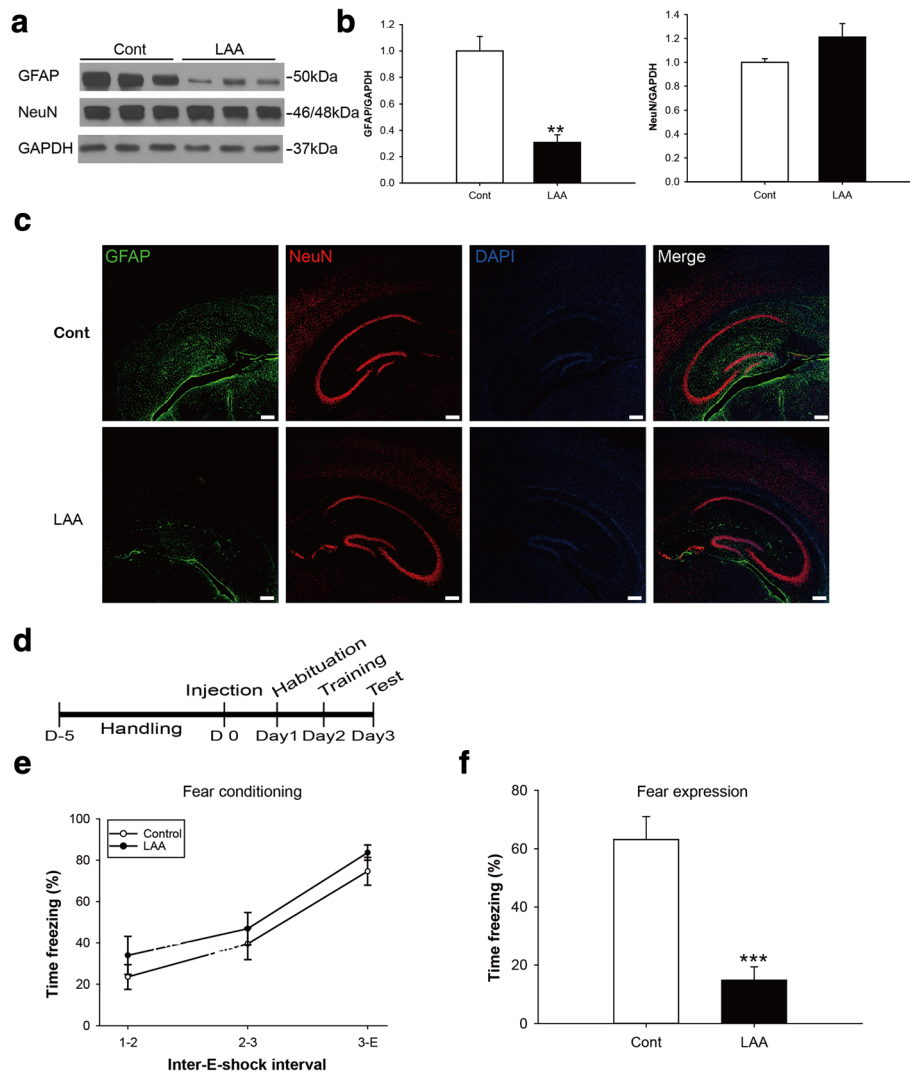 a
Cont LAA
GFAP
–50kDa
NeuN
–46/48kDa
GAPDH
–37kDa
b
GFAP/GAPDH
1.2
1.0
0.8
0.6
0.4
0.2
0.0
**
Cont LAA
NeuN/GAPDH
1.4
1.2
1.0
0.8
0.6
0.4
0.2
0.0
Cont LAA
c
GFAP NeuN DAPI Merge
Cont
LAA
d
Injection Habituation Training Test
Handling
D-5 D 0 Day1 Day2 Day3
e
Fear conditioning
Time freezing (%)
100
80
60
40
20
0
Control
LAA
1-2 2-3 3-E
Inter-E-shock interval
f
Fear expression
Time freezing (%)
80
60
40
20
0
***
Cont LAA